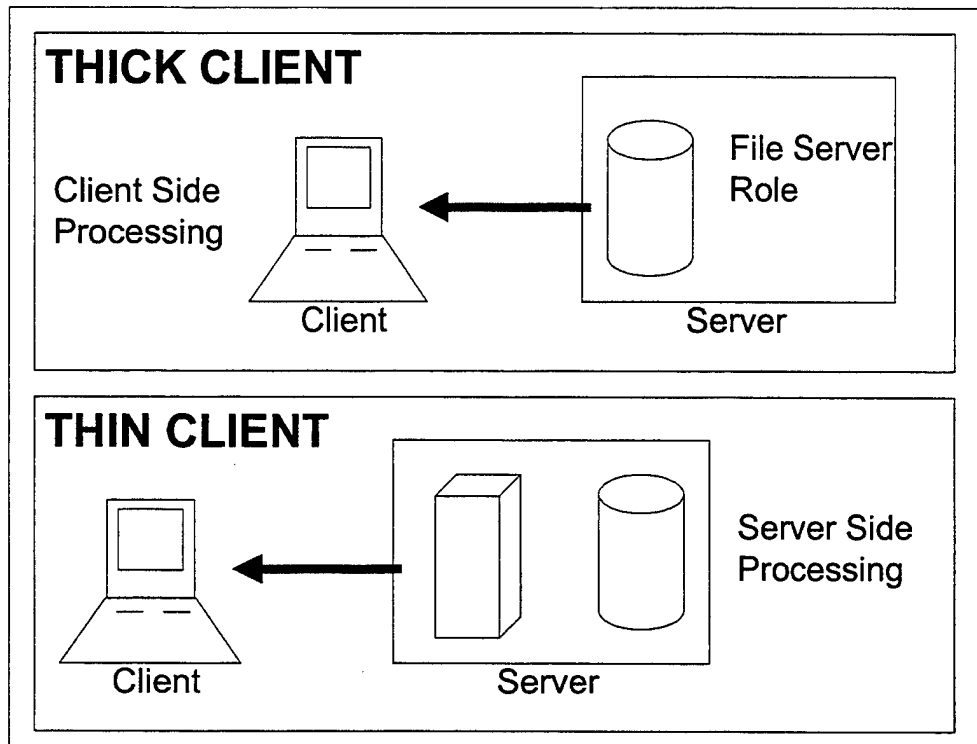 THICK CLIENT
Client Side
Processing
File Server
Role
Client
Server
THIN CLIENT
Server Side
Processing
Client
Server